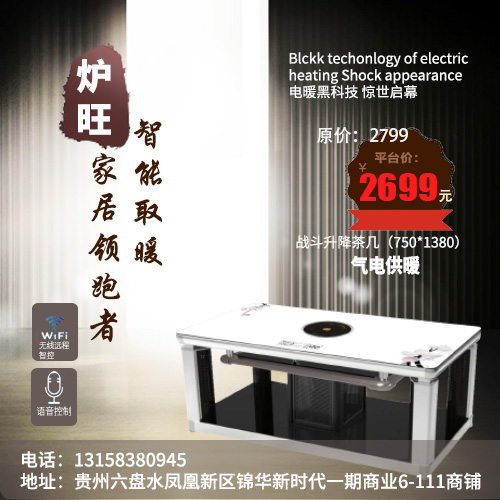 炉旺
智能取暖
家居领跑者
Blckk techonlogy of electric
heating Shock appearance
电暖黑科技 惊世启幕
原价：2799
平台价：
￥2699元
战斗升降茶几（750*1380）
气电供暖
WiFi
无线远程
智控
语音控制
电话：13158380945
地址：贵州六盘水凤凰新区锦华新时代一期商业6-111商铺